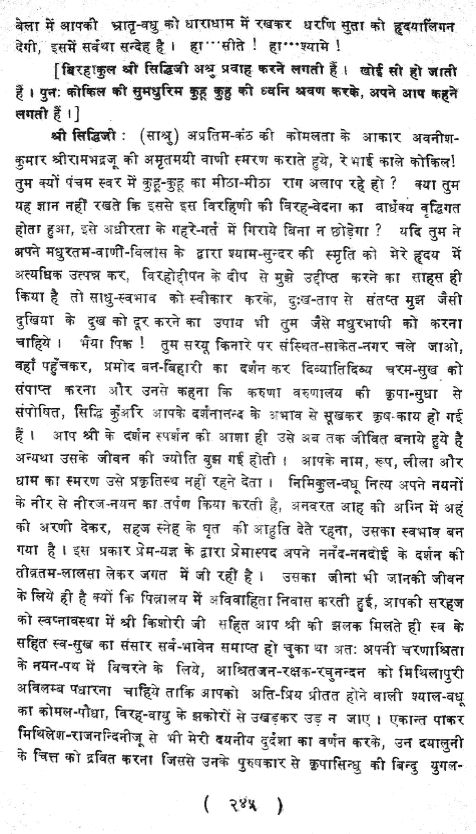 बेला में आपकी भ्रातृ-वधु को धाराधाम में रखकर धरणि सुता को हृदयालिंगन
देगी, इसमें सर्वथा सन्देह है । हा···सीते ! हा···श्यामे !
[बिरहाकुल श्री सिद्धिजी अश्रु प्रवाह करने लगती हैं । खोई सी हो जाती
हैं । पुनः कोकिल की सुमधुरिम कुहू कुहु की ध्वनि श्रवण करके, अपने आप कहने
लगती हैं ।]
श्री सिद्धिजी : (साश्रु) अप्रतिम-कंठ की कोमलता के आकार अवनीश-
कुमार श्रीरामभद्रजू की अमृतमयी वाणी स्मरण कराते हुये, रे भाई काले कोकिल!
तुम क्यों पंचम स्वर में कुहू-कुहू का मीठा-मीठा राग अलाप रहे हो ? क्या तुम
यह ज्ञान नहीं रखते कि इससे इस विरहिणी की विरह-वेदना का वार्धक्य वृद्धिगत
होता हुआ, इसे अधीरता के गहरे-गर्त में गिराये बिना न छोड़ेगा ? यदि तुम ने
अपने मधुरतम-वाणी-विलास के द्वारा श्याम-सुन्दर की स्मृति को मेरे हृदय में
अत्यधिक उत्पन्न कर, विरहोद्दीपन के दीप से मुझे उद्दीप्त करने का साहस ही
किया है तो साधु-स्वभाव को स्वीकार करके, दुःख-ताप से संतप्त मुझ जैसी
दुखिया के दुख को दूर करने का उपाय भी तुम जैसे मधुरभाषी को करना
चाहिये । भैया पिक ! तुम सरयू किनारे पर संस्थित-साकेत-नगर चले जाओ,
वहाँ पहुँचकर, प्रमोद वन-बिहारी का दर्शन कर दिव्यातिदिव्य चरम-सुख को
संपाप्त करना और उनसे कहना कि करुणा वरुणालय की कृपा-सुधा से
संपोषित, सिद्धि कुँअरि आपके दर्शनानन्द के अभाव से सूखकर कृष-काय हो गई
हैं । आप श्री के दर्शन स्पर्शन की आशा ही उसे अब तक जीवित बनाये हुये है
अन्यथा उसके जीवन की ज्योति बुझ गई होती । आपके नाम, रूप, लीला और
धाम का स्मरण उसे प्रकृतिस्थ नहीं रहने देता । निमिकुल-वधू नित्य अपने नयनों
के नीर से नीरज-नयन का तर्पण किया करती है, अनवरत आह की अग्नि में अहं
की अरणी देकर, सहज स्नेह के घृत की आहुति देते रहना, उसका स्वभाव बन
गया है । इस प्रकार प्रेम-यज्ञ के द्वारा प्रेमास्पद अपने ननँद-ननदोई के दर्शन की
तीव्रतम-लालसा लेकर जगत में जी रहीं है । उसका जीना भी जानकी जीवन
के लिये ही है क्यों कि पित्रालय में अविवाहिता निवास करती हुई, आपकी सरहज
को स्वप्नावस्था में श्री किशोरी जी सहित आप श्री की झलक मिलते ही स्व के
सहित स्व-सुख का संसार सर्व-भावेन समाप्त हो चुका था अतः अपनी चरणाश्रिता
के नयन-पथ में बिचरने के लिये, आश्रितजन-रक्षक-रघुनन्दन को मिथिलापुरी
अविलम्ब पधारना चाहिये ताकि आपको अति-प्रिय प्रीतत होने वाली श्याल-वधू
का कोमल-पौधा, विरह-वायु के झकोरों से उखड़कर उड़ न जाए । एकान्त पाकर
मिथिलेश-राजनन्दिनीजू से भी मेरी दयनीय दुर्दशा का वर्णन करके, उन दयालुनी
के चित्त को द्रवित करना जिससे उनके पुरुषकार से कृपासिन्धु की बिन्दु युगल-
( २४५ )